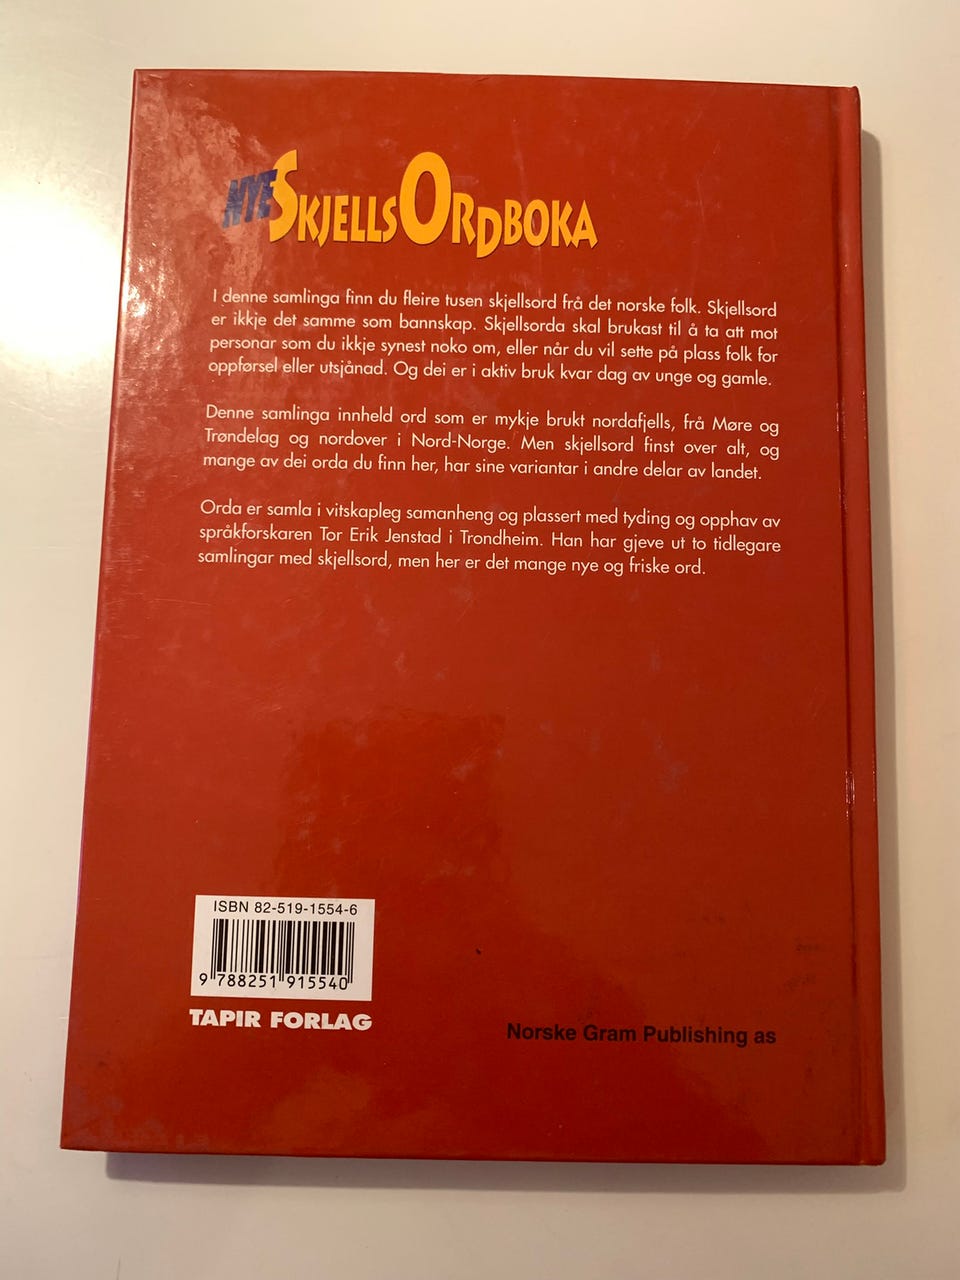 NYE SKJELLSORDBOKA
I denne samlinga finn du fleire tusen skjellsord frå det norske folk. Skjellsord
er ikkje det samme som bannskap. Skjellsorda skal brukast til å ta att mot
personar som du ikkje synest noko om, eller når du vil sette på plass folk for
oppførsel eller utsjånad. Og dei er i aktiv bruk kvar dag av unge og gamle.
Denne samlinga innheld ord som er mykje brukt nordafjells, frå Møre og
Trøndelag og nordover i Nord-Norge. Men skjellsord finst over alt, og
mange av dei orda du finn her, har sine variantar i andre delar av landet.
Orda er samla i vitskapleg samanheng og plassert med tyding og opphav av
språkforskaren Tor Erik Jenstad i Trondheim. Han har gjeve ut to tidlegare
samlingar med skjellsord, men her er det mange nye og friske ord.
ISBN 82-519-1554-6
9 788251 915540
TAPIR FORLAG
Norske Gram Publishing as